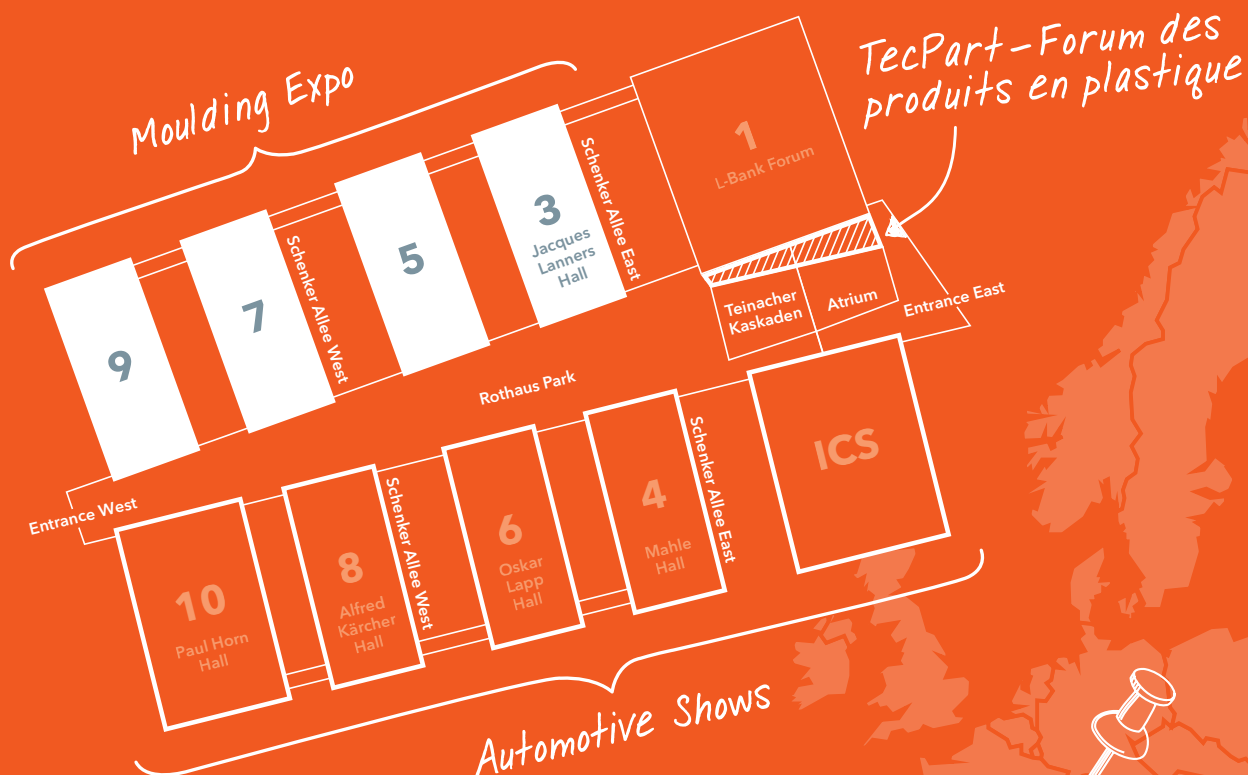 TecPart–Forum des
produits en plastique
Moulding Expo
1
L-Bank Forum
3
Jacques
Lanners
Hall
Schenker Allee East
5
7
Schenker Allee West
9
Teinacher
Kaskaden
Atrium
Entrance East
Rothaus Park
Entrance West
10
Paul Horn
Hall
8
Alfred
Kärcher
Hall
Schenker Allee West
6
Oskar
Lapp
Hall
4
Mahle
Hall
Schenker Allee East
ICS
Automotive Shows